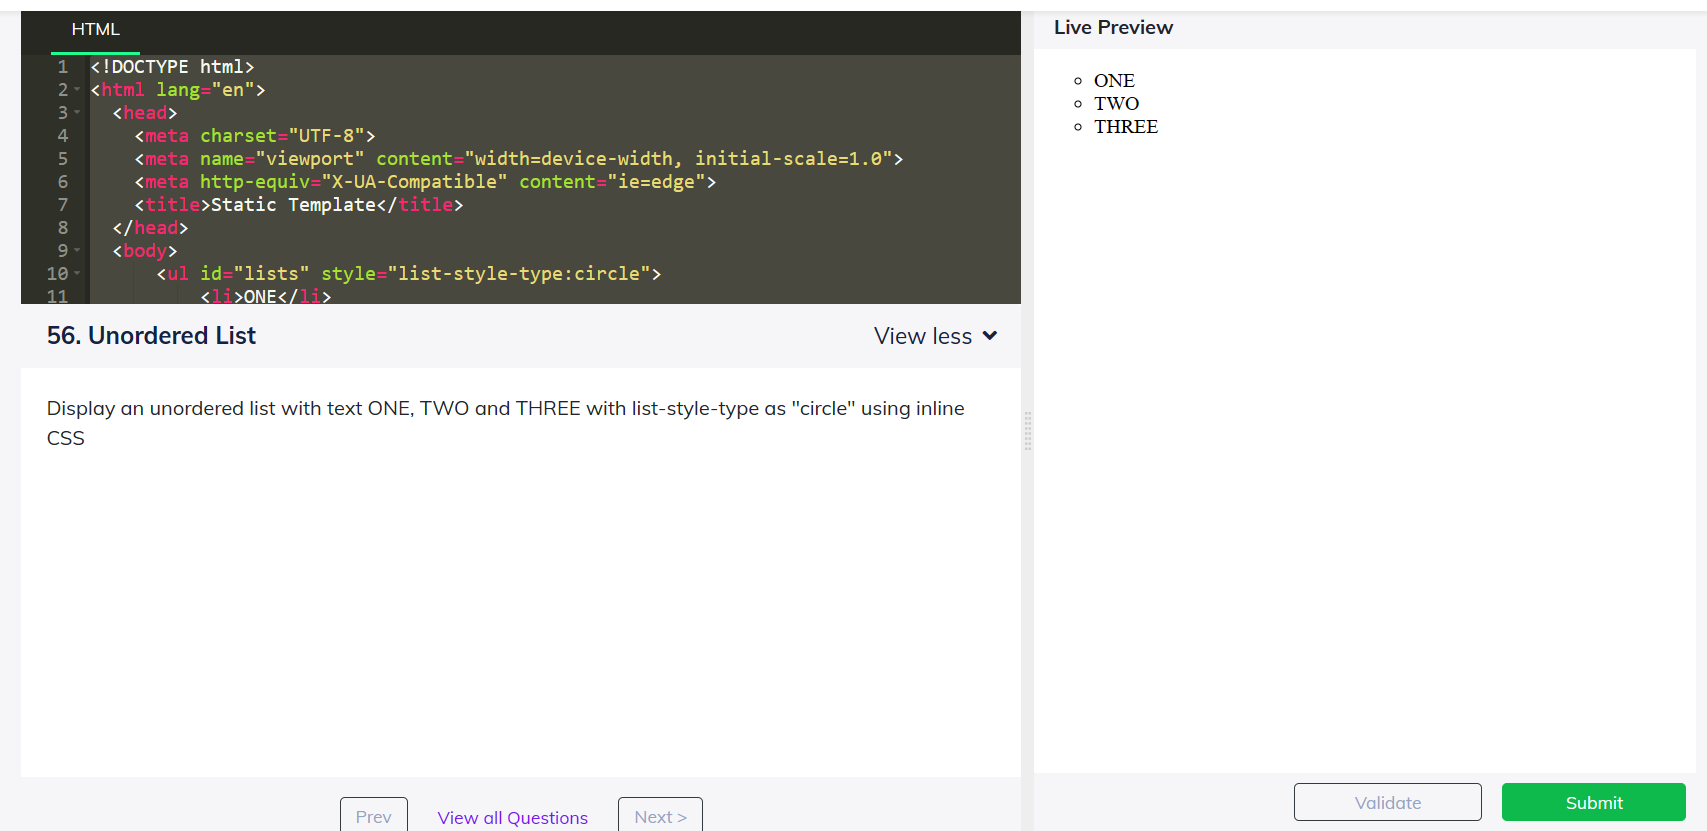 HTML
1 <!DOCTYPE html>
2 <html lang="en">
3 <head>
4 <meta charset="UTF-8">
5 <meta name="viewport" content="width=device-width, initial-scale=1.0">
6 <meta http-equiv="X-UA-Compatible" content="ie=edge">
7 <title>Static Template</title>
8 </head>
9 <body>
10 <ul id="lists" style="list-style-type:circle">
11 <li>ONE</li>
56. Unordered List
View less
Display an unordered list with text ONE, TWO and THREE with list-style-type as "circle" using inline
CSS
Prev
View all Questions
Next >
Live Preview
ONE
TWO
THREE
Validate
Submit